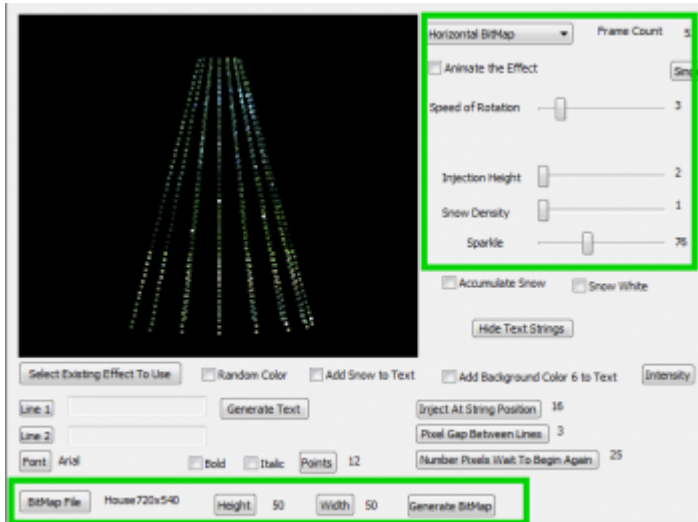 Horizontal BitMap Frame Count
Animate the Effect
Speed of Rotation 3
Injection Height 2
Snow Density 1
Sparkle 76
Accumulate Snow Snow White
Hide Text Strings
Select Existing Effect To Use Random Color Add Snow to Text Add Background Color 6 to Text Intensity
Line 1 Generate Text Inject At String Position 16
Line 2 Pixel Gap Between Lines 3
Font Arial Bold Italic Points 12 Number Pixels Wait To Begin Again 25
BitMap File House720x540 Height 50 Width 50 Generate BitMap